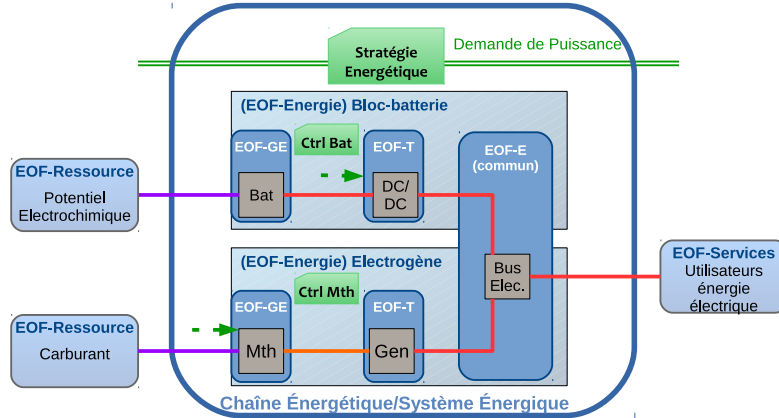 Stratégie
Energétique
Demande de Puissance
(EOF-Energie) Bloc-batterie
EOF-GE
Ctrl Bat
EOF-T
EOF-E
(commun)
EOF-Ressource
Potentiel
Electrochimique
Bat
DC/
DC
(EOF-Energie) Electrogène
EOF-GE
Ctrl Mth
EOF-T
Bus
Elec.
EOF-Services
Utilisateurs
énergie
électrique
EOF-Ressource
Carburant
Mth
Gen
Chaîne Énergétique/Système Énergique